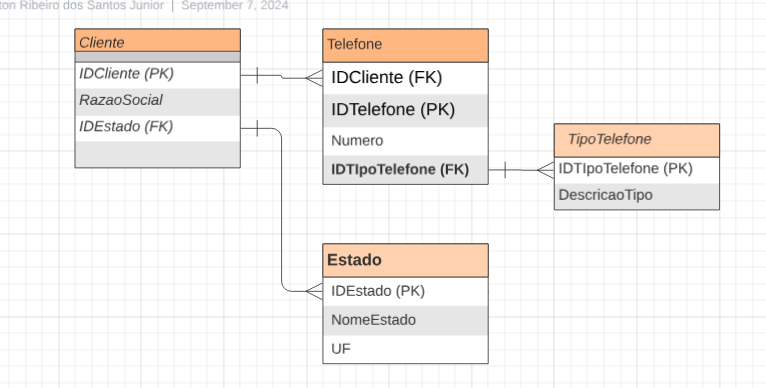 ton Ribeiro dos Santos Junior | September 7, 2024
Cliente
IDCliente (PK)
RazaoSocial
IDEstado (FK)
Telefone
IDCliente (FK)
IDTelefone (PK)
Numero
IDTIpoTelefone (FK)
TipoTelefone
IDTIpoTelefone (PK)
DescricaoTipo
Estado
IDEstado (PK)
NomeEstado
UF